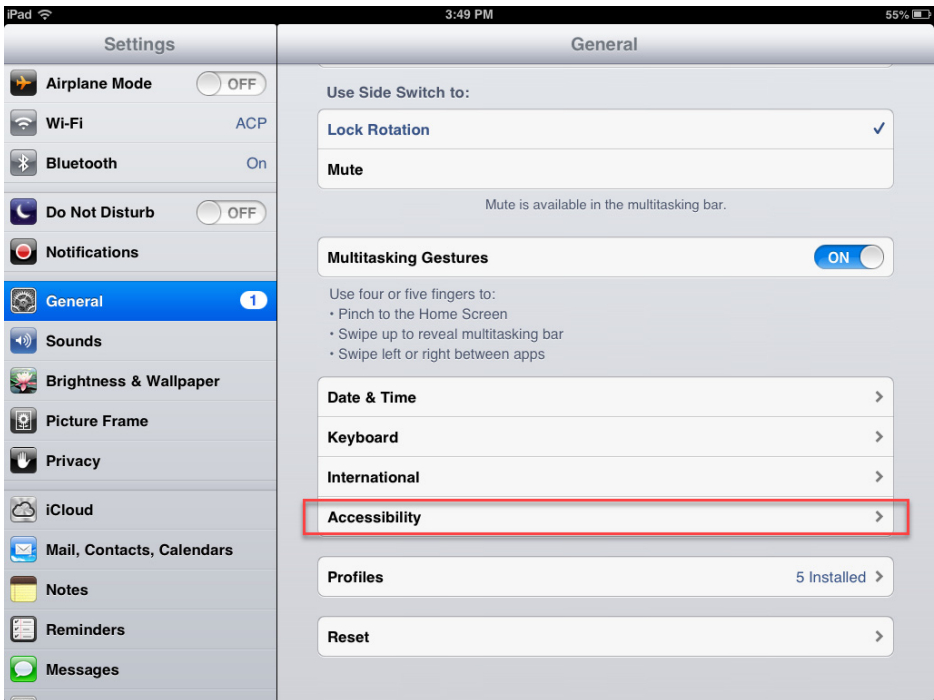 iPad
3:49 PM
55%
Settings
General
Airplane Mode OFF
Wi-Fi ACP
Bluetooth On
Do Not Disturb OFF
Notifications
General 1
Sounds
Brightness & Wallpaper
Picture Frame
Privacy
iCloud
Mail, Contacts, Calendars
Notes
Reminders
Messages
Use Side Switch to:
Lock Rotation
Mute
Mute is available in the multitasking bar.
Multitasking Gestures ON
Use four or five fingers to:
• Pinch to the Home Screen
• Swipe up to reveal multitasking bar
• Swipe left or right between apps
Date & Time
Keyboard
International
Accessibility
Profiles 5 Installed
Reset